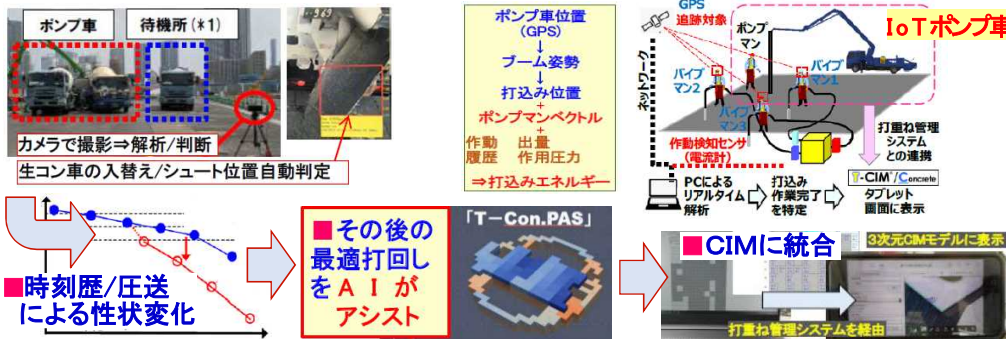 ポンプ車
待機所(*1)
カメラで撮影⇒解析/判断
生コン車の入替え/シュート位置自動判定
ポンプ車位置
(GPS)
↓
ブーム姿勢
↓
打込み位置
+
ポンプマンベクトル
+
作動 出量
履歴 作用圧力
⇒打込みエネルギー
GPS
追跡対象
IoTポンプ車
ポンプ
マン
パイプ
マン1
パイプ
マン2
パイプ
マン3
ネットワーク
作動検知センサ
(電流計)
打重ね管理
システム
との連携
T-CIM/Concrete
タブレット
画面に表示
PCによる
リアルタイム
解析
打込み
作業完了
を特定
■時刻歴/圧送
による性状変化
■その後の
最適打回し
をAIが
アシスト
「T-Con.PAS」
■CIMに統合
3次元CIMモデルに表示
打重ね管理システムを経由